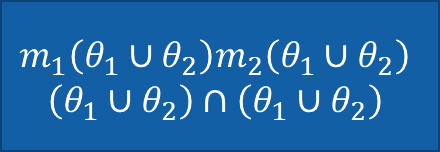 m₁(θ₁ ∪ θ₂)m₂(θ₁ ∪ θ₂)
(θ₁ ∪ θ₂) ∩ (θ₁ ∪ θ₂)